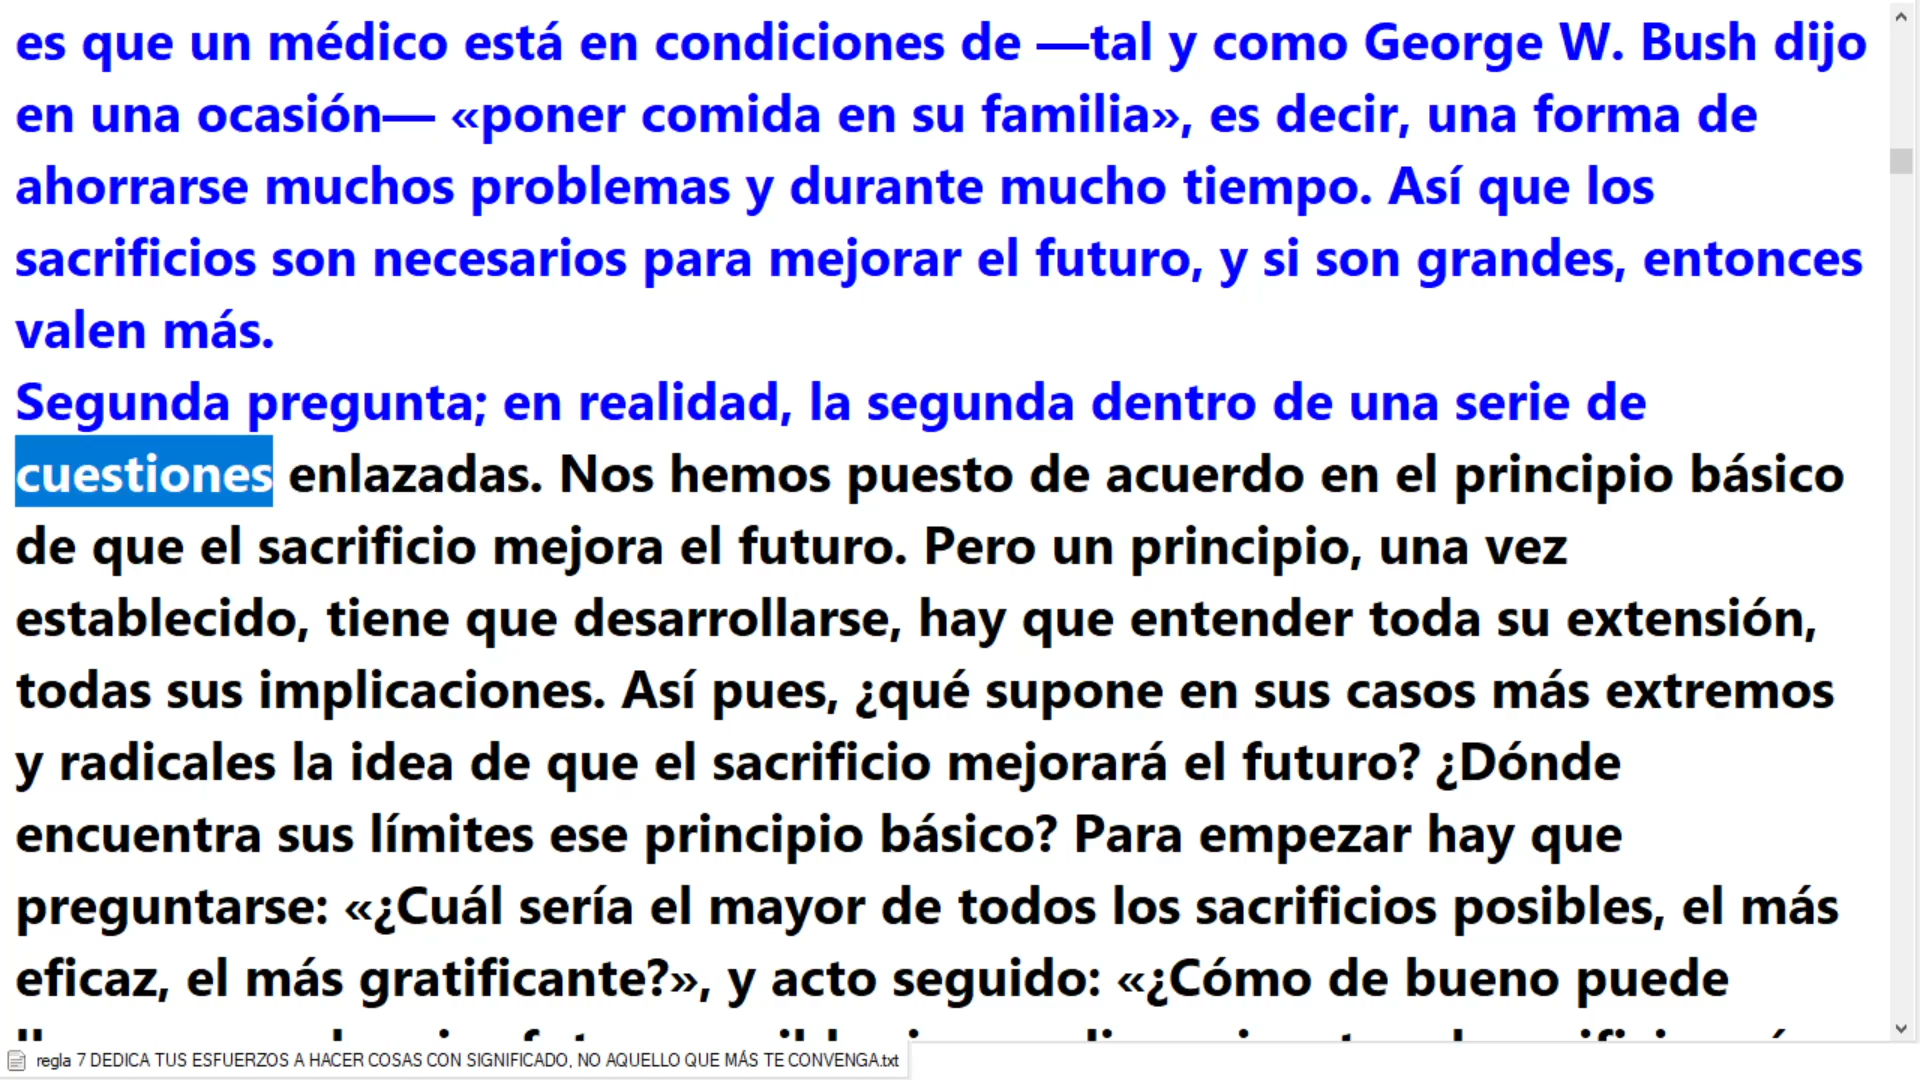 es que un médico está en condiciones de —tal y como George W. Bush dijo
en una ocasión— «poner comida en su familia», es decir, una forma de
ahorrarse muchos problemas y durante mucho tiempo. Así que los
sacrificios son necesarios para mejorar el futuro, y si son grandes, entonces
valen más.
Segunda pregunta; en realidad, la segunda dentro de una serie de
cuestiones enlazadas. Nos hemos puesto de acuerdo en el principio básico
de que el sacrificio mejora el futuro. Pero un principio, una vez
establecido, tiene que desarrollarse, hay que entender toda su extensión,
todas sus implicaciones. Así pues, ¿qué supone en sus casos más extremos
y radicales la idea de que el sacrificio mejorará el futuro? ¿Dónde
encuentra sus límites ese principio básico? Para empezar hay que
preguntarse: «¿Cuál sería el mayor de todos los sacrificios posibles, el más
eficaz, el más gratificante?», y acto seguido: «¿Cómo de bueno puede
regla 7 DEDICA TUS ESFUERZOS A HACER COSAS CON SIGNIFICADO, NO AQUELLO QUE MÁS TE CONVENGA.txt